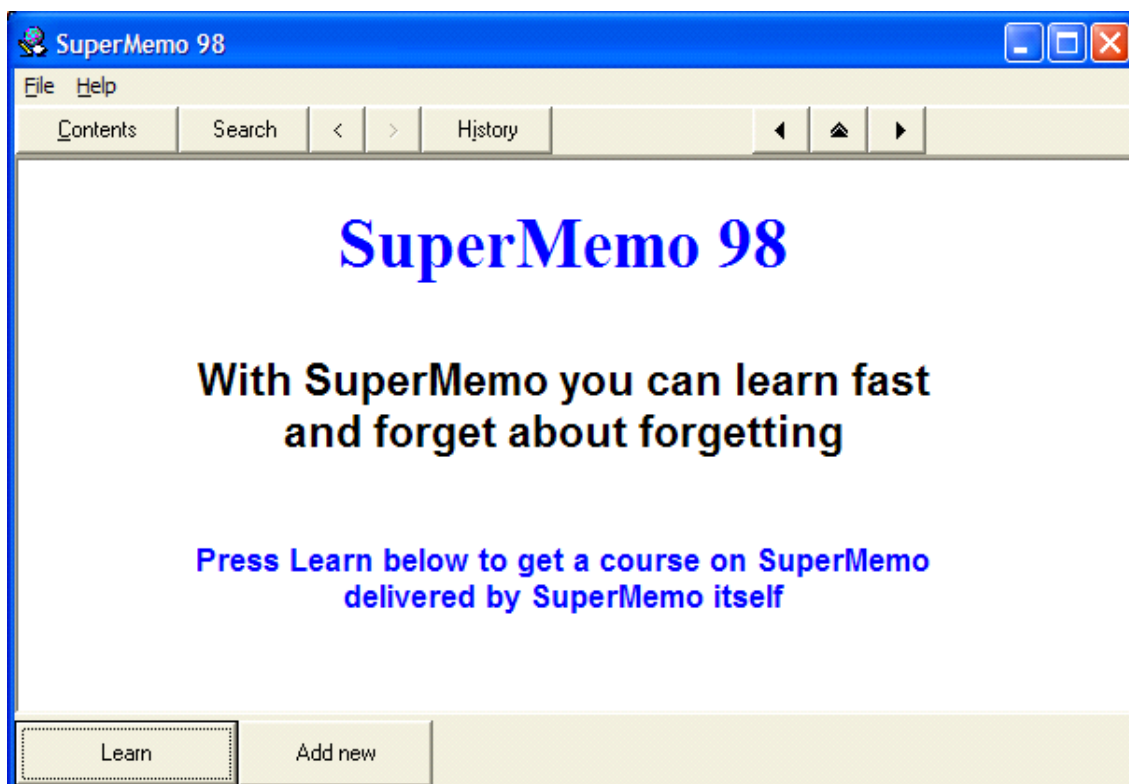 SuperMemo 98
File Help
Contents Search < > History
SuperMemo 98
With SuperMemo you can learn fast
and forget about forgetting
Press Learn below to get a course on SuperMemo
delivered by SuperMemo itself
Learn Add new